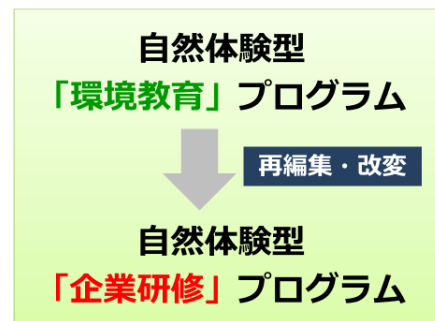 自然体験型
「環境教育」プログラム
再編集・改変
自然体験型
「企業研修」プログラム